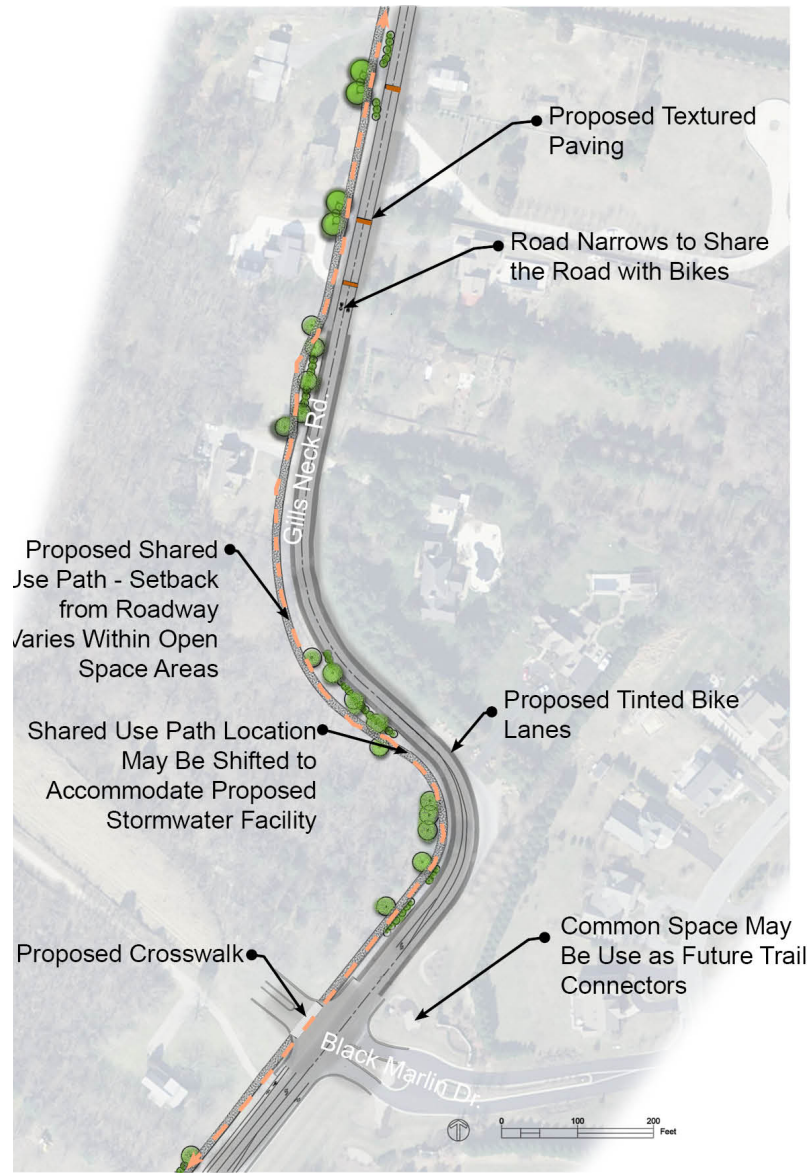 Proposed Textured
Paving
Road Narrows to Share
the Road with Bikes
Gills Neck Rd.
Proposed Shared
Use Path - Setback
from Roadway
Varies Within Open
Space Areas
Proposed Tinted Bike
Lanes
Shared Use Path Location
May Be Shifted to
Accommodate Proposed
Stormwater Facility
Common Space May
Be Use as Future Trail
Connectors
Proposed Crosswalk
Black Marlin Dr.
0 100 200
Feet